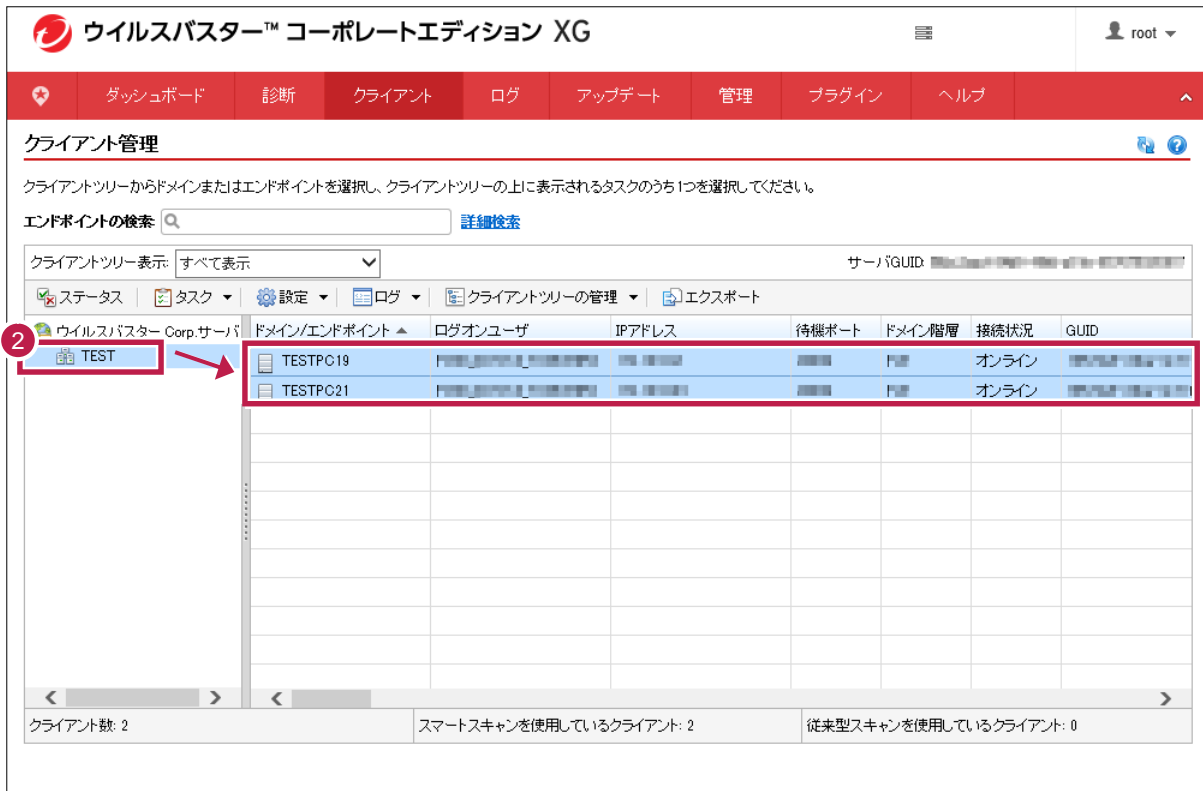 ウイルスバスター™ コーポレートエディション XG
root
ダッシュボード 診断 クライアント ログ アップデート 管理 プラグイン ヘルプ
クライアント管理
クライアントツリーからドメインまたはエンドポイントを選択し、クライアントツリーの上に表示されるタスクのうち1つを選択してください。
エンドポイントの検索: 詳細検索
クライアントツリー表示: すべて表示 サーバGUID:
ステータス タスク 設定 ログ クライアントツリーの管理 エクスポート
ウイルスバスター Corp.サーバ ドメイン/エンドポイント ログオンユーザ IPアドレス 待機ポート ドメイン階層 接続状況 GUID
2
TEST TESTPC19 オンライン
TESTPC21 オンライン
クライアント数: 2 スマートスキャンを使用しているクライアント: 2 従来型スキャンを使用しているクライアント: 0